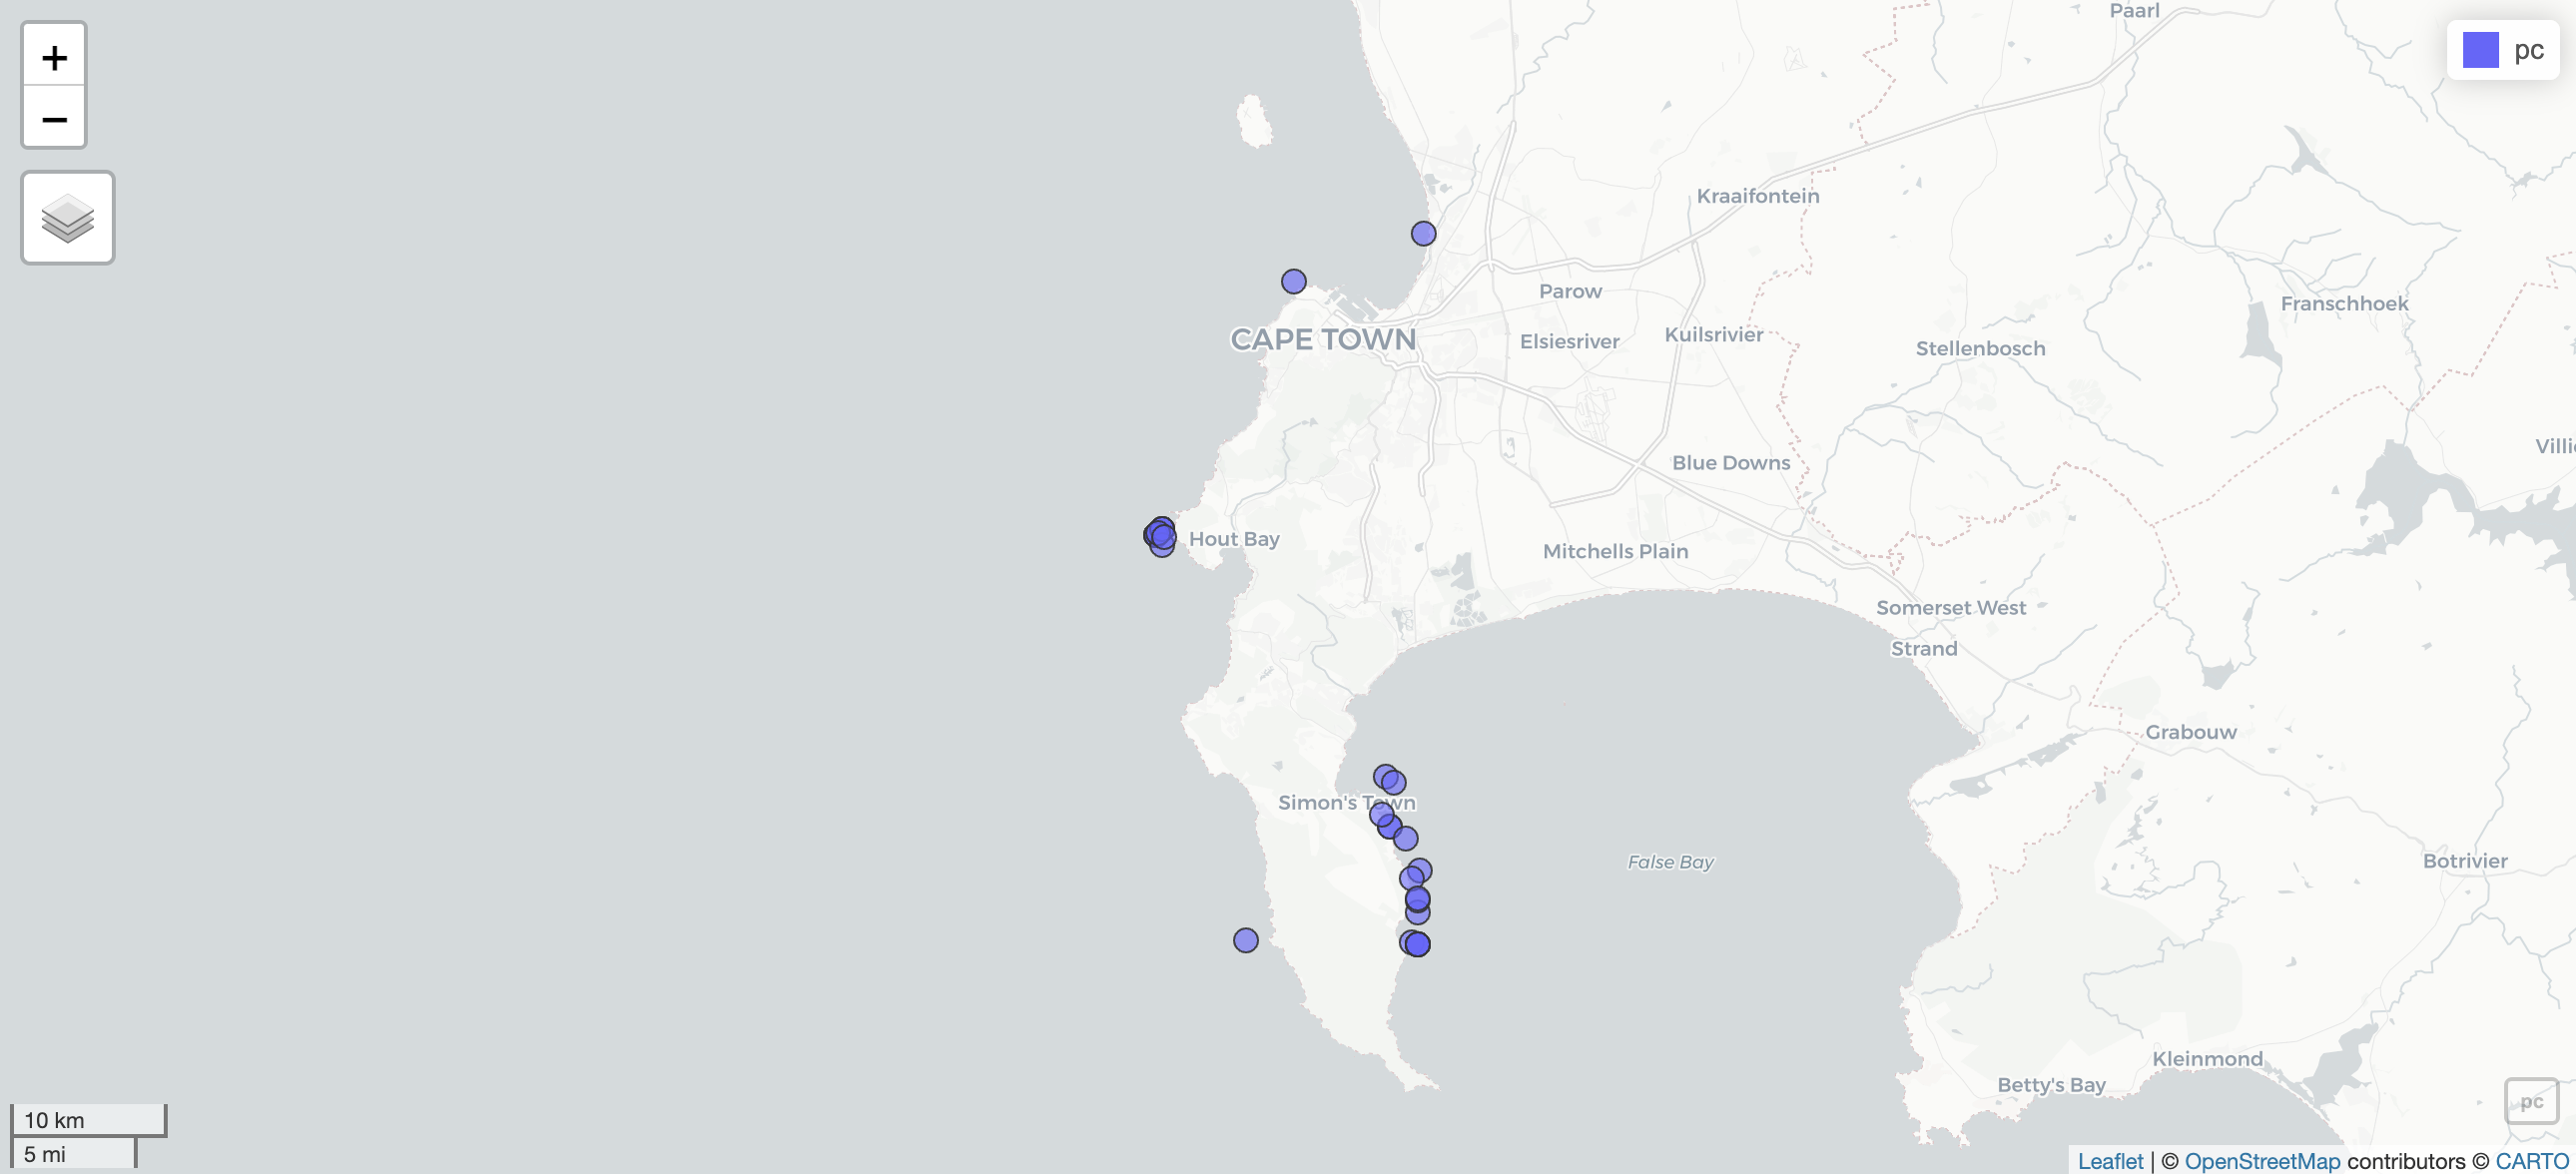 Paarl
+
pc
−
Kraaifontein
Parow
Franschhoek
CAPE TOWN
Elsiesriver
Kuilsrivier
Stellenbosch
Blue Downs
Hout Bay
Mitchells Plain
Somerset West
Strand
Grabouw
Simon's Town
False Bay
Botrivier
Kleinmond
Betty's Bay
pc
10 km
5 mi
Leaflet | © OpenStreetMap contributors © CARTO